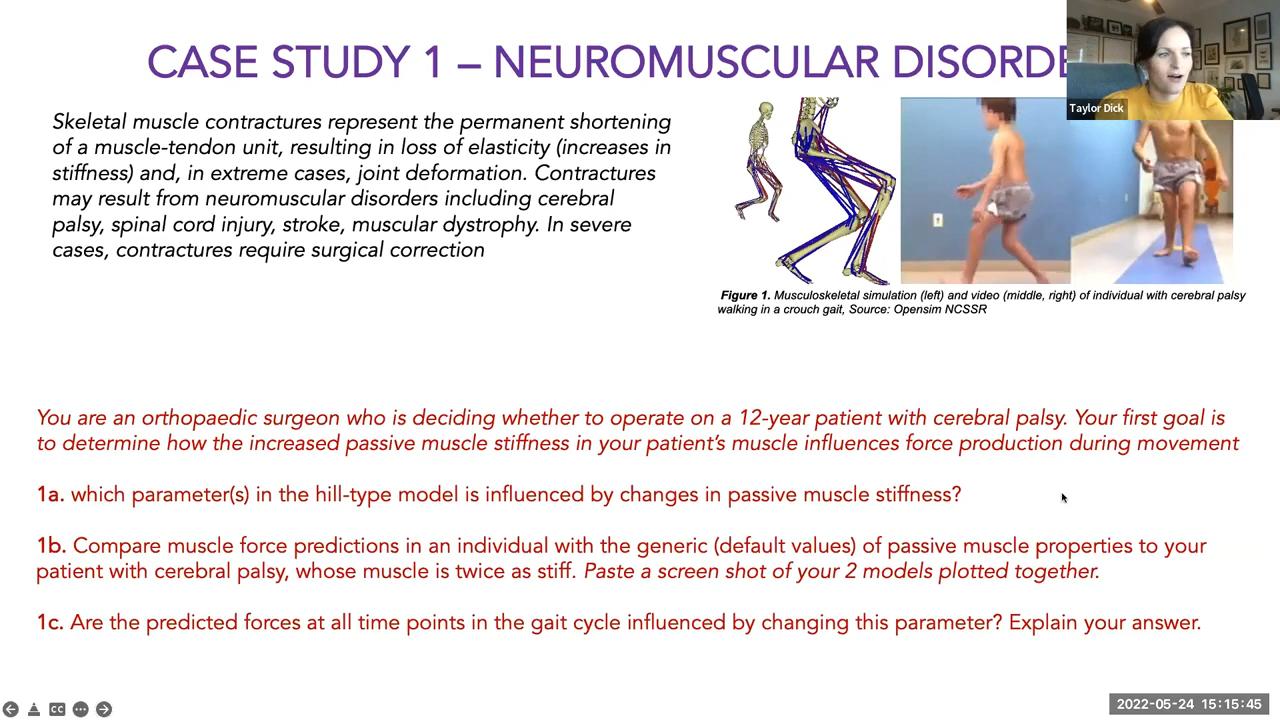 CASE STUDY 1 – NEUROMUSCULAR DISORDE
Taylor Dick
Skeletal muscle contractures represent the permanent shortening
of a muscle-tendon unit, resulting in loss of elasticity (increases in
stiffness) and, in extreme cases, joint deformation. Contractures
may result from neuromuscular disorders including cerebral
palsy, spinal cord injury, stroke, muscular dystrophy. In severe
cases, contractures require surgical correction
Figure 1. Musculoskeletal simulation (left) and video (middle, right) of individual with cerebral palsy
walking in a crouch gait, Source: Opensim NCSSR
You are an orthopaedic surgeon who is deciding whether to operate on a 12-year patient with cerebral palsy. Your first goal is
to determine how the increased passive muscle stiffness in your patient's muscle influences force production during movement
1a. which parameter(s) in the hill-type model is influenced by changes in passive muscle stiffness?
1b. Compare muscle force predictions in an individual with the generic (default values) of passive muscle properties to your
patient with cerebral palsy, whose muscle is twice as stiff. Paste a screen shot of your 2 models plotted together.
1c. Are the predicted forces at all time points in the gait cycle influenced by changing this parameter? Explain your answer.
CC
2022-05-24 15:15:45